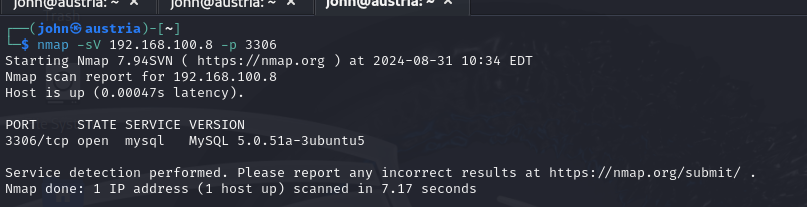 john@austria: ~ × john@austria: ~ × john@austria: ~ ×
┌──(john㉿austria)-[~]
└─$ nmap -sV 192.168.100.8 -p 3306
Starting Nmap 7.94SVN ( https://nmap.org ) at 2024-08-31 10:34 EDT
Nmap scan report for 192.168.100.8
Host is up (0.00047s latency).
PORT     STATE SERVICE VERSION
3306/tcp open  mysql   MySQL 5.0.51a-3ubuntu5
Service detection performed. Please report any incorrect results at https://nmap.org/submit/ .
Nmap done: 1 IP address (1 host up) scanned in 7.17 seconds